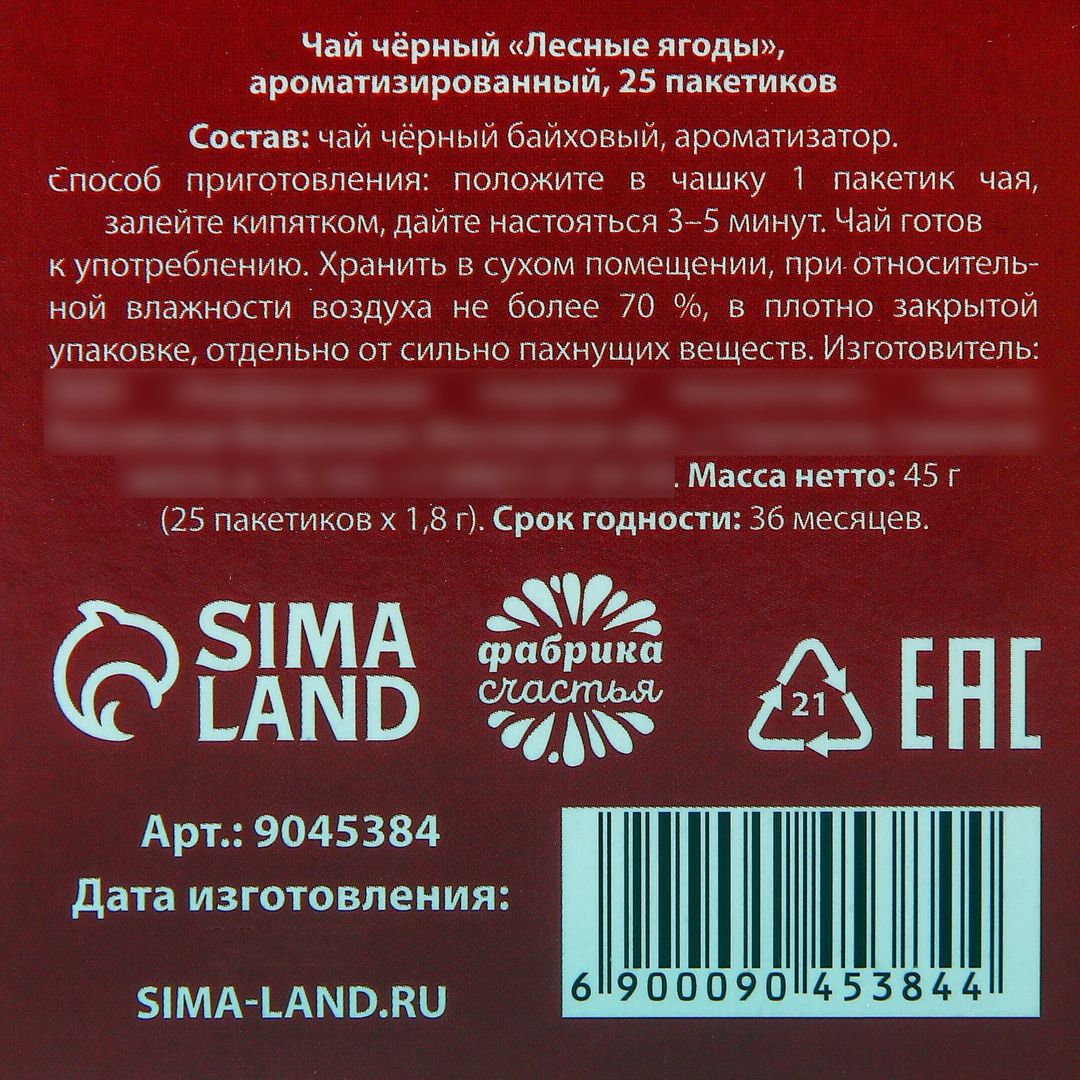 Чай чёрный «Лесные ягоды»,
ароматизированный, 25 пакетиков
Состав: чай чёрный байховый, ароматизатор.
Способ приготовления: положите в чашку 1 пакетик чая,
залейте кипятком, дайте настояться 3–5 минут. Чай готов
к употреблению. Хранить в сухом помещении, при относитель-
ной влажности воздуха не более 70 %, в плотно закрытой
упаковке, отдельно от сильно пахнущих веществ. Изготовитель:
. Масса нетто: 45 г
(25 пакетиков х 1,8 г). Срок годности: 36 месяцев.
SIMA
LAND
фабрика
счастья
21
ЕАС
Арт.: 9045384
Дата изготовления:
SIMA-LAND.RU
6 900090 453844